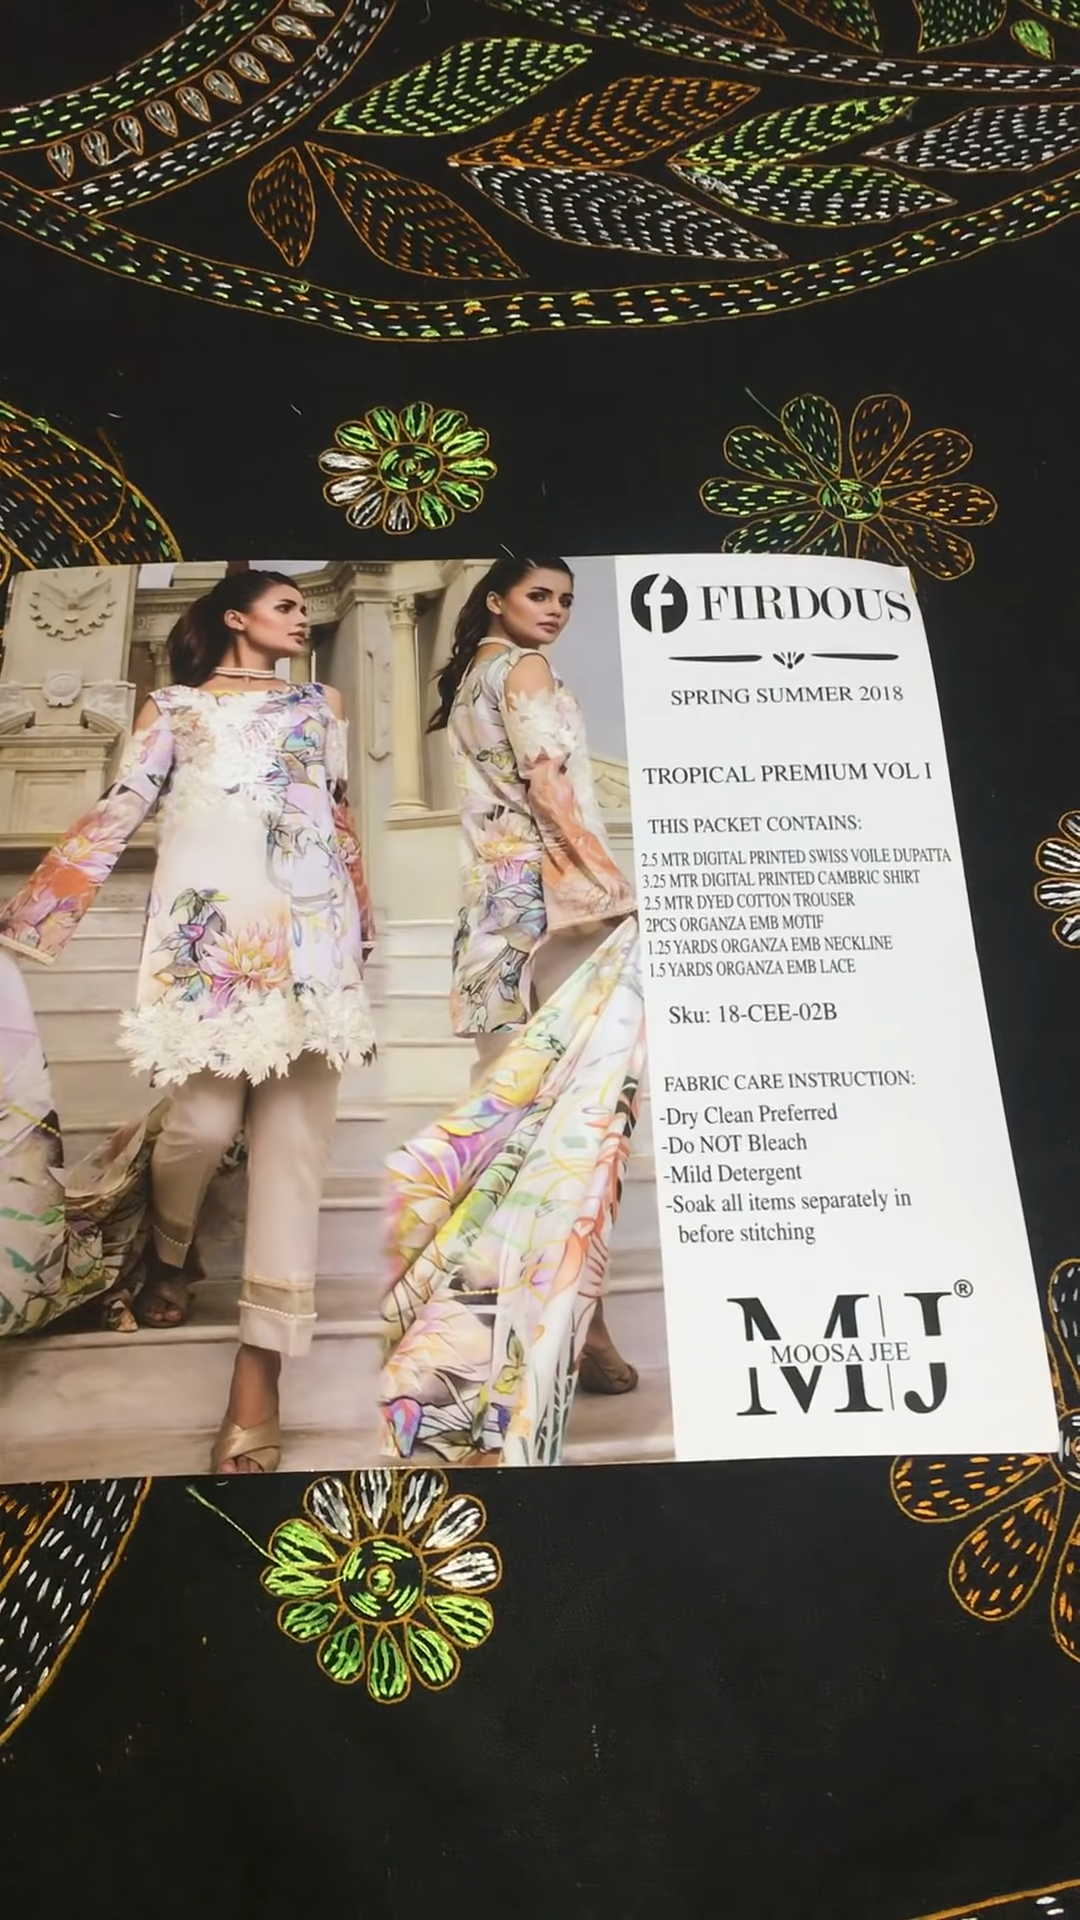 f FIRDOUS
SPRING SUMMER 2018
TROPICAL PREMIUM VOL I
THIS PACKET CONTAINS:
2.5 MTR DIGITAL PRINTED SWISS VOILE DUPATTA
3.25 MTR DIGITAL PRINTED CAMBRIC SHIRT
2.5 MTR DYED COTTON TROUSER
2PCS ORGANZA EMB MOTIF
1.25 YARDS ORGANZA EMB NECKLINE
1.5 YARDS ORGANZA EMB LACE
Sku: 18-CEE-02B
FABRIC CARE INSTRUCTION:
-Dry Clean Preferred
-Do NOT Bleach
-Mild Detergent
-Soak all items separately in
before stitching
MJ®
MOOSA JEE